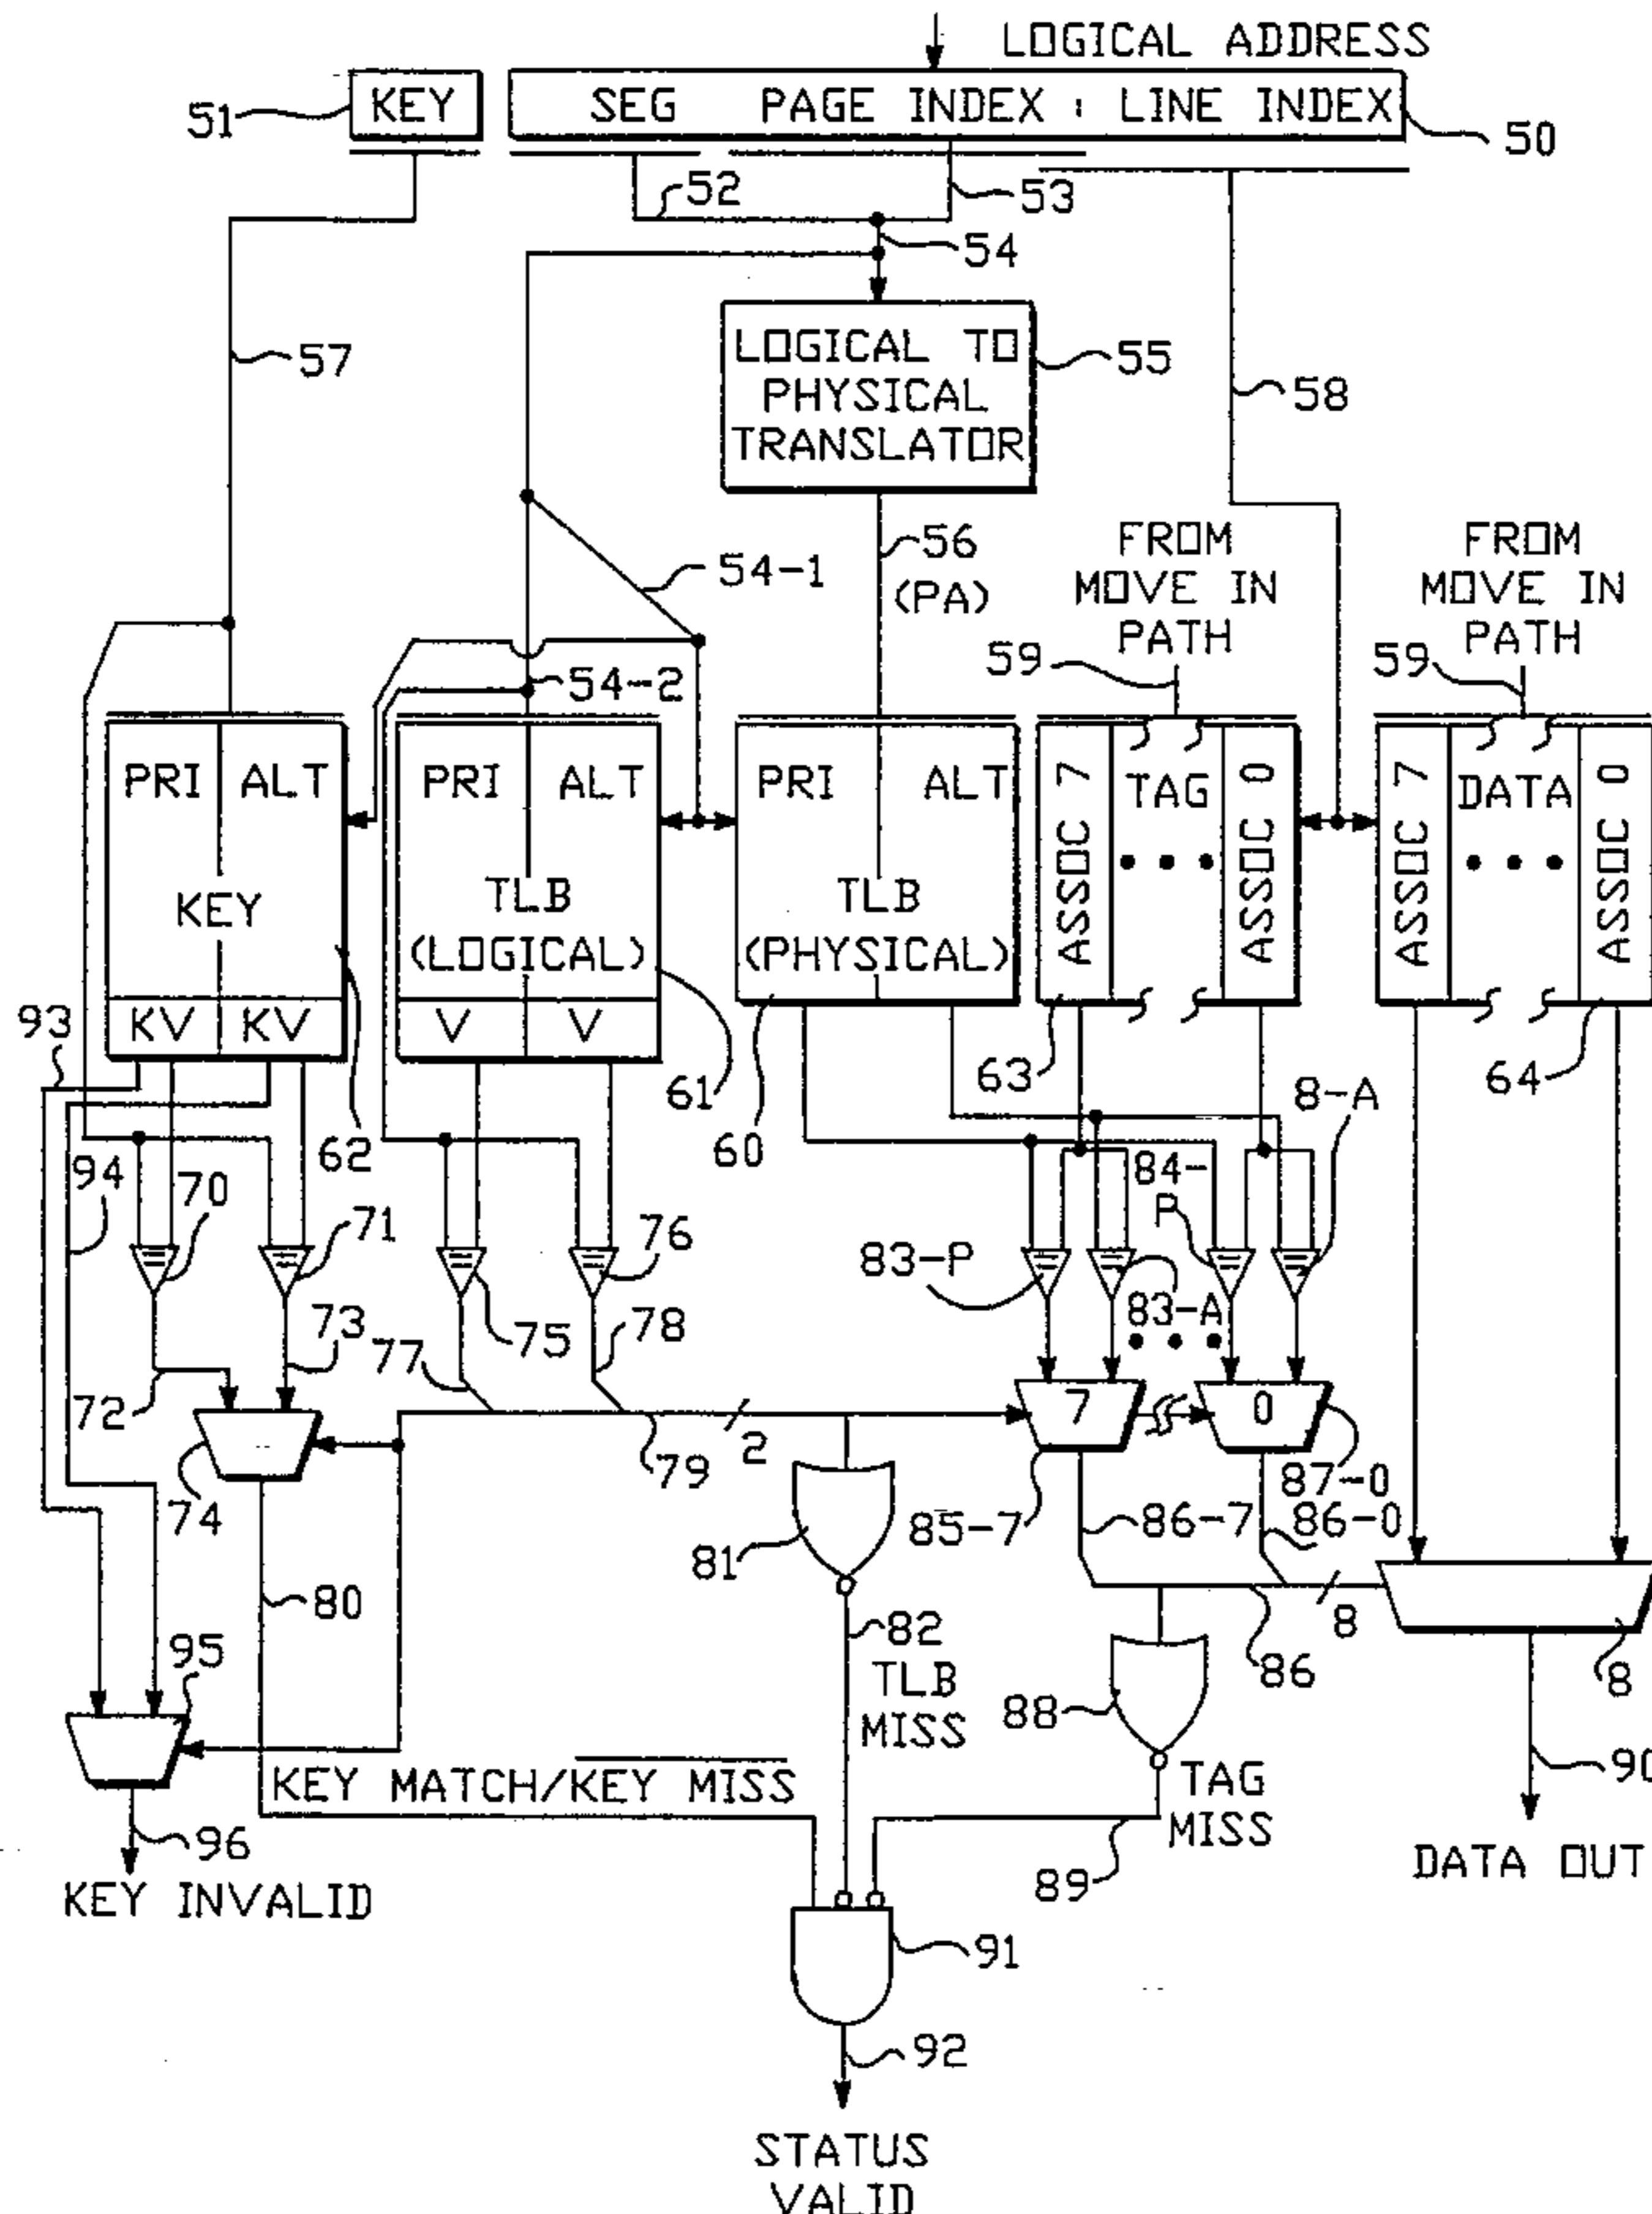 LOGICAL ADDRESS
51
KEY
SEG PAGE INDEX : LINE INDEX
50
52
53
54
57
LOGICAL TO
PHYSICAL
TRANSLATOR
55
58
54-1
56
(PA)
FROM
MOVE IN
PATH
FROM
MOVE IN
PATH
59
59
54-2
PRI ALT
KEY
KV KV
PRI ALT
TLB
(LOGICAL)
V V
PRI ALT
TLB
(PHYSICAL)
ASSOC 7
TAG
ASSOC 0
ASSOC 7
DATA
ASSOC 0
93
62
61
60
63
64
8-A
94
70
71
75
76
84-
P
83-P
83-A
72
73
77
78
74
79
2
7
0
85-7
87-0
81
86-7
86-0
80
82
TLB
MISS
8
86
8
95
88
90
KEY MATCH/KEY MISS
TAG
MISS
96
KEY INVALID
89
DATA OUT
91
92
STATUS
VALID